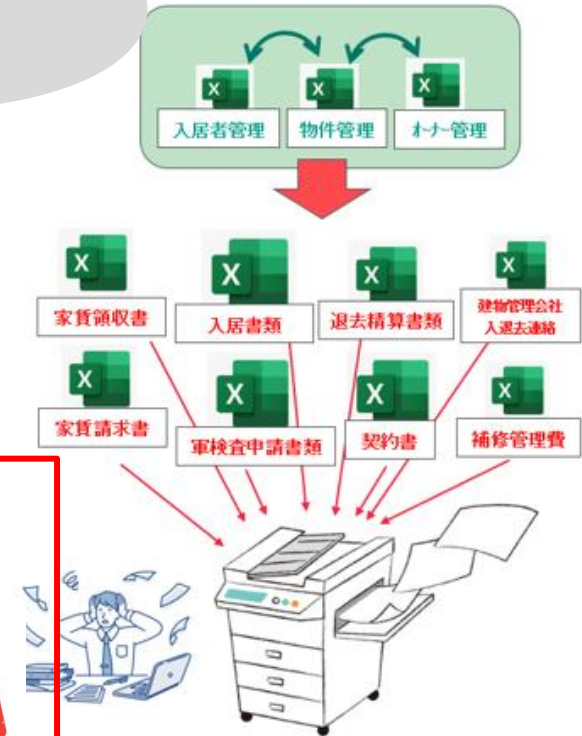 入居者管理
物件管理
オーナー管理
家賃領収書
入居書類
退去精算書類
建物管理会社
入退去連絡
家賃請求書
軍検査申請書類
契約書
補修管理費